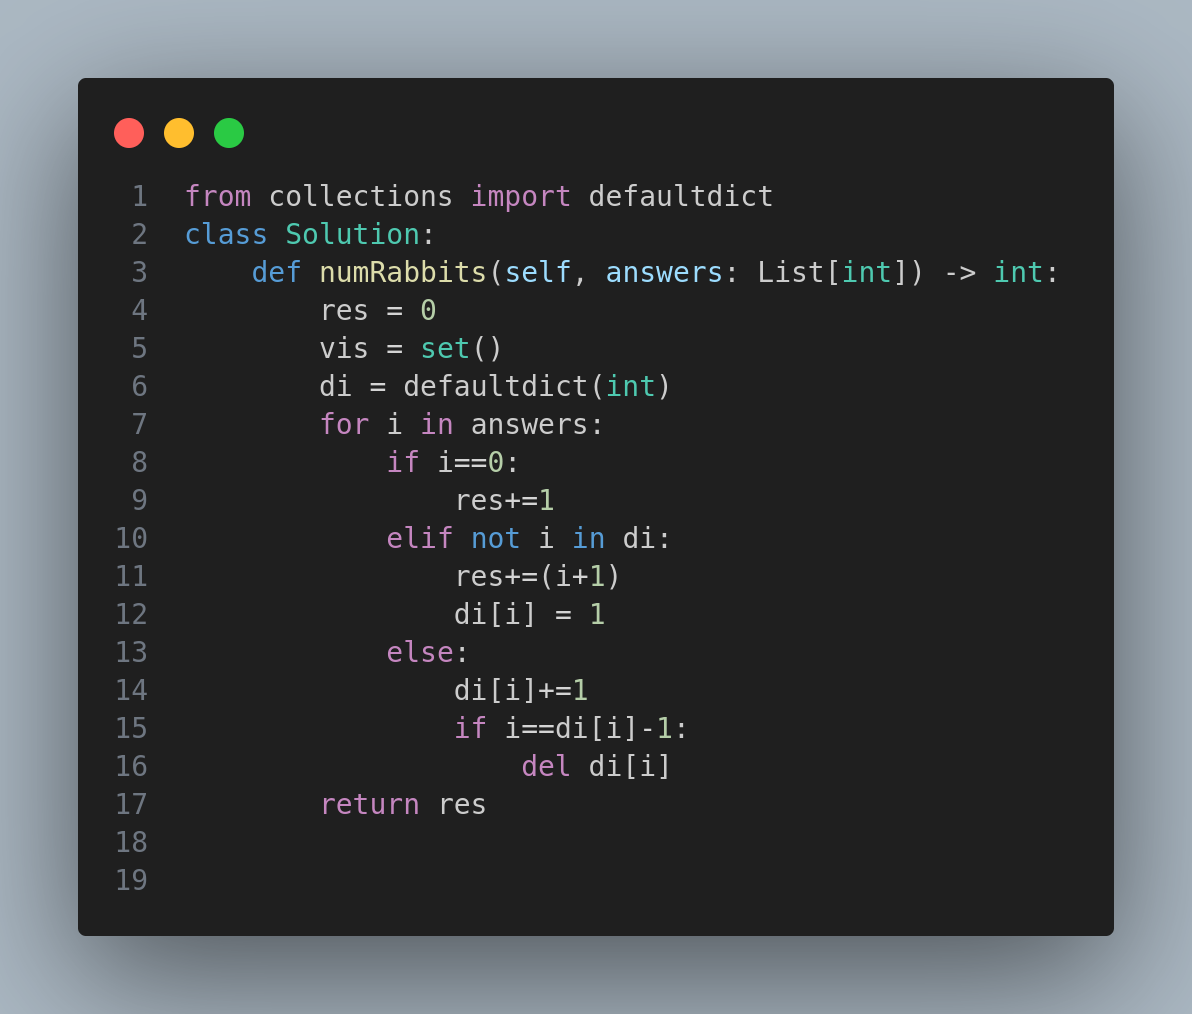 1 from collections import defaultdict
2 class Solution:
3     def numRabbits(self, answers: List[int]) -> int:
4         res = 0
5         vis = set()
6         di = defaultdict(int)
7         for i in answers:
8             if i==0:
9                 res+=1
10             elif not i in di:
11                 res+=(i+1)
12                 di[i] = 1
13             else:
14                 di[i]+=1
15                 if i==di[i]-1:
16                     del di[i]
17         return res
18
19